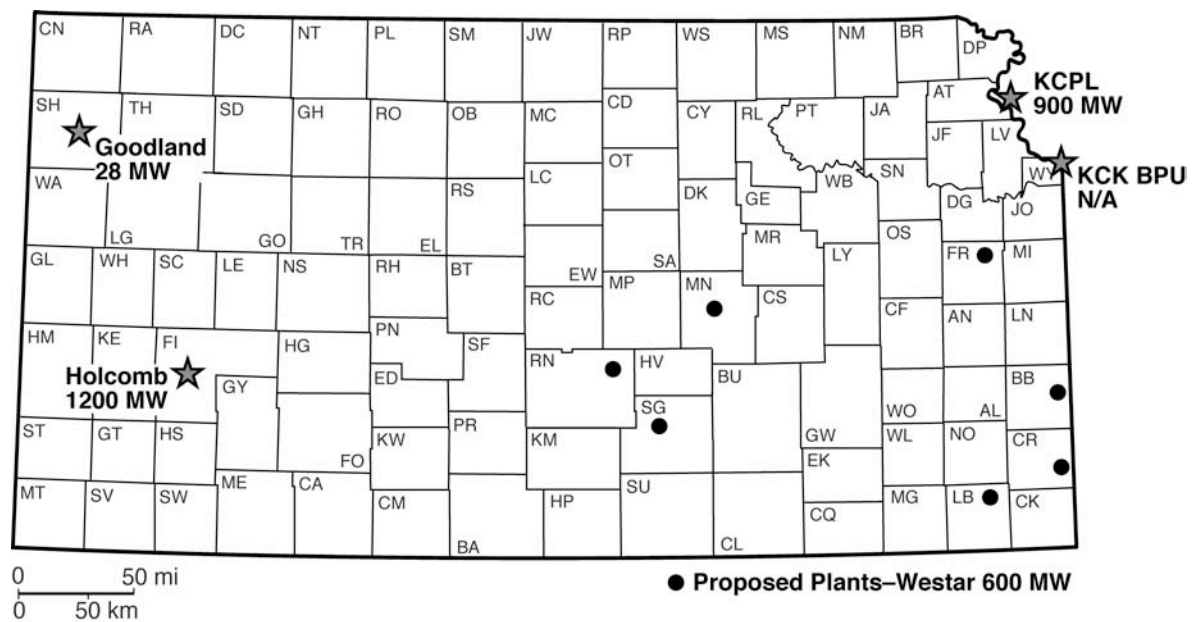 CN
RA
DC
NT
PL
SM
JW
RP
WS
MS
NM
BR
DP
SH
TH
SD
GH
RO
OB
MC
CD
CY
RL
PT
JA
AT
KCPL
900 MW
Goodland
28 MW
OT
JF
LV
WA
LG
GO
TR
EL
RS
LC
DK
GE
WB
SN
WY
KCK BPU
N/A
DG
JO
GL
WH
SC
LE
NS
RH
BT
EW
SA
MR
LY
OS
FR
MI
RC
MP
MN
CS
CF
AN
LN
HM
KE
FI
HG
PN
SF
RN
HV
BU
Holcomb
1200 MW
GY
ED
SG
GW
WO
AL
BB
ST
GT
HS
FO
KW
PR
KM
EK
WL
NO
CR
MT
SV
SW
ME
CA
CM
BA
HP
SU
CL
CQ
MG
LB
CK
0 50 mi
0 50 km
Proposed Plants–Westar 600 MW